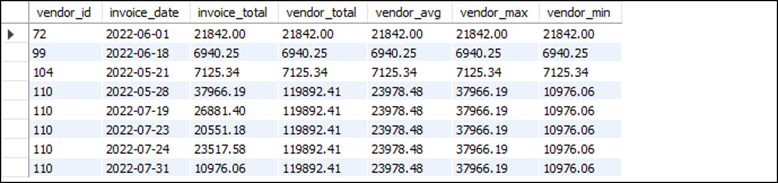 vendor_id invoice_date invoice_total vendor_total vendor_avg vendor_max vendor_min
72 2022-06-01 21842.00 21842.00 21842.00 21842.00 21842.00
99 2022-06-18 6940.25 6940.25 6940.25 6940.25 6940.25
104 2022-05-21 7125.34 7125.34 7125.34 7125.34 7125.34
110 2022-05-28 37966.19 119892.41 23978.48 37966.19 10976.06
110 2022-07-19 26881.40 119892.41 23978.48 37966.19 10976.06
110 2022-07-23 20551.18 119892.41 23978.48 37966.19 10976.06
110 2022-07-24 23517.58 119892.41 23978.48 37966.19 10976.06
110 2022-07-31 10976.06 119892.41 23978.48 37966.19 10976.06